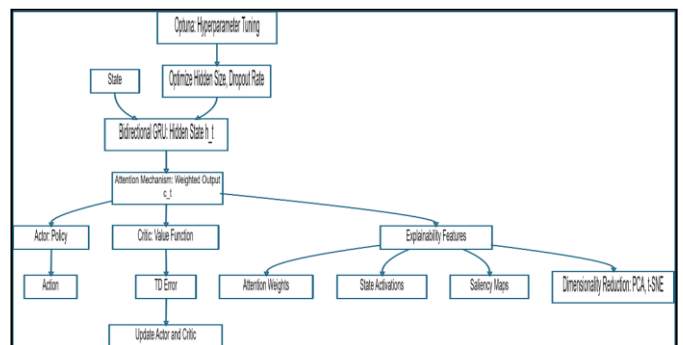 Optuna: Hyperparameter Tuning
State
Optimize Hidden Size, Dropout Rate
Bidirectional GRU: Hidden State h_t
Attention Mechanism: Weighted Output
c_t
Actor: Policy
Critic: Value Function
Explainability Features
Action
TD Error
Attention Weights
State Activations
Saliency Maps
Dimensionality Reduction: PCA, t-SNE
Update Actor and Critic